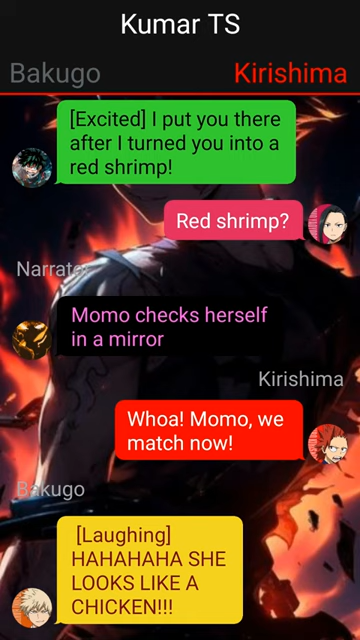 Kumar TS
Bakugo
Kirishima
[Excited] I put you there
after I turned you into a
red shrimp!
Red shrimp?
Narrator
Momo checks herself
in a mirror
Kirishima
Whoa! Momo, we
match now!
Bakugo
[Laughing]
HAHAHAHA SHE
LOOKS LIKE A
CHICKEN!!!